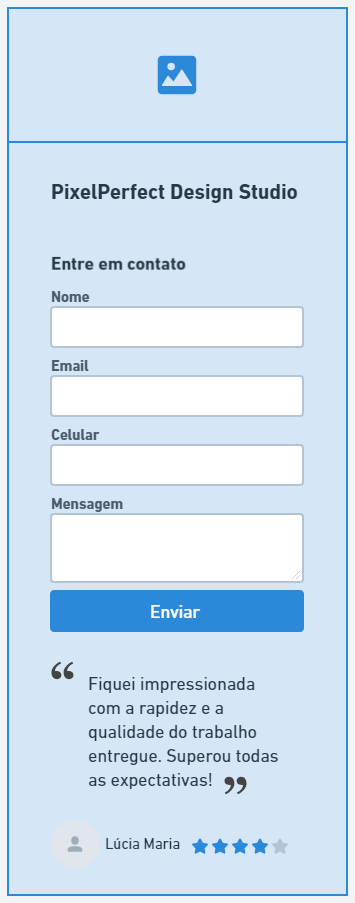 PixelPerfect Design Studio
Entre em contato
Nome
Email
Celular
Mensagem
Enviar
“ Fiquei impressionada
com a rapidez e a
qualidade do trabalho
entregue. Superou todas
as expectativas! ”
Lúcia Maria